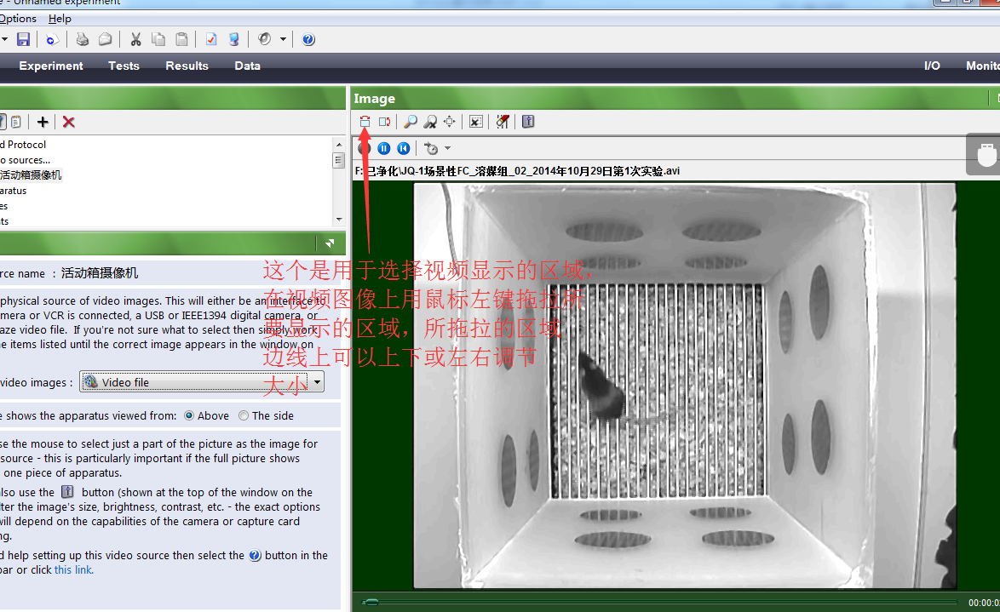 - Unnamed experiment
Options Help
Experiment Tests Results Data I/O Monito
Image
d Protocol
o sources...
活动箱摄像机
aratus
es
ts
F: 已净化\JQ-1场景性FC_溶媒组_02_2014年10月29日第1次实验.avi
这个是用于选择视频显示的区域,
在视频图像上用鼠标左键拖拉所
要显示的区域，所拖拉的区域
边线上可以上下或左右调节
大小
rce name : 活动箱摄像机
physical source of video images. This will either be an interface to
mera or VCR is connected, a USB or IEEE1394 digital camera, or
aze video file. If you're not sure what to select then simply work
e items listed until the correct image appears in the window on
video images : Video file
e shows the apparatus viewed from: Above The side
se the mouse to select just a part of the picture as the image for
source - this is particularly important if the full picture shows
one piece of apparatus.
lso use the button (shown at the top of the window on the
lter the image's size, brightness, contrast, etc. - the exact options
will depend on the capabilities of the camera or capture card
ng.
d help setting up this video source then select the button in the
bar or click this link.
00:00:0